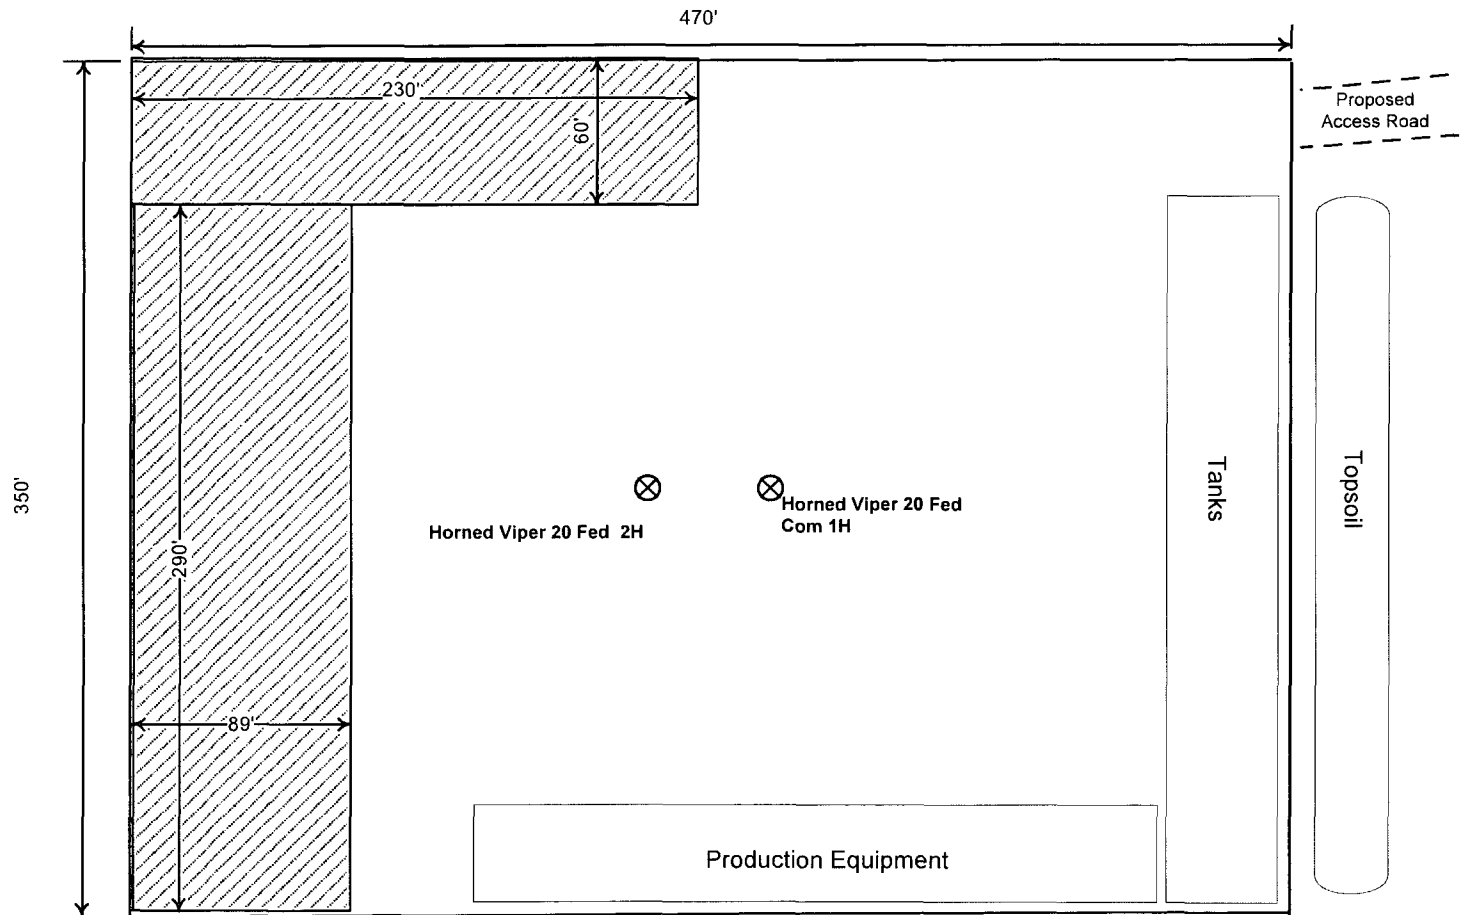 470'
230'
60'
Proposed
Access Road
350'
290'
89'
Horned Viper 20 Fed  2H
Horned Viper 20 Fed
Com 1H
Tanks
Topsoil
Production Equipment